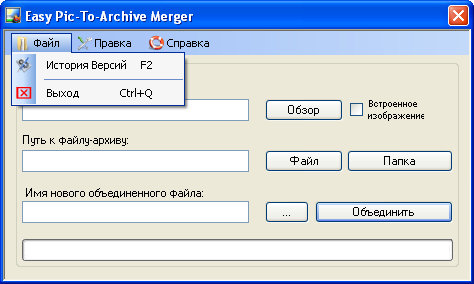 Easy Pic-To-Archive Merger
Файл Правка Справка
История Версий F2
Выход Ctrl+Q
Обзор
Встроенное
изображение
Путь к файлу-архиву:
Файл Папка
Имя нового объединенного файла:
... Объединить